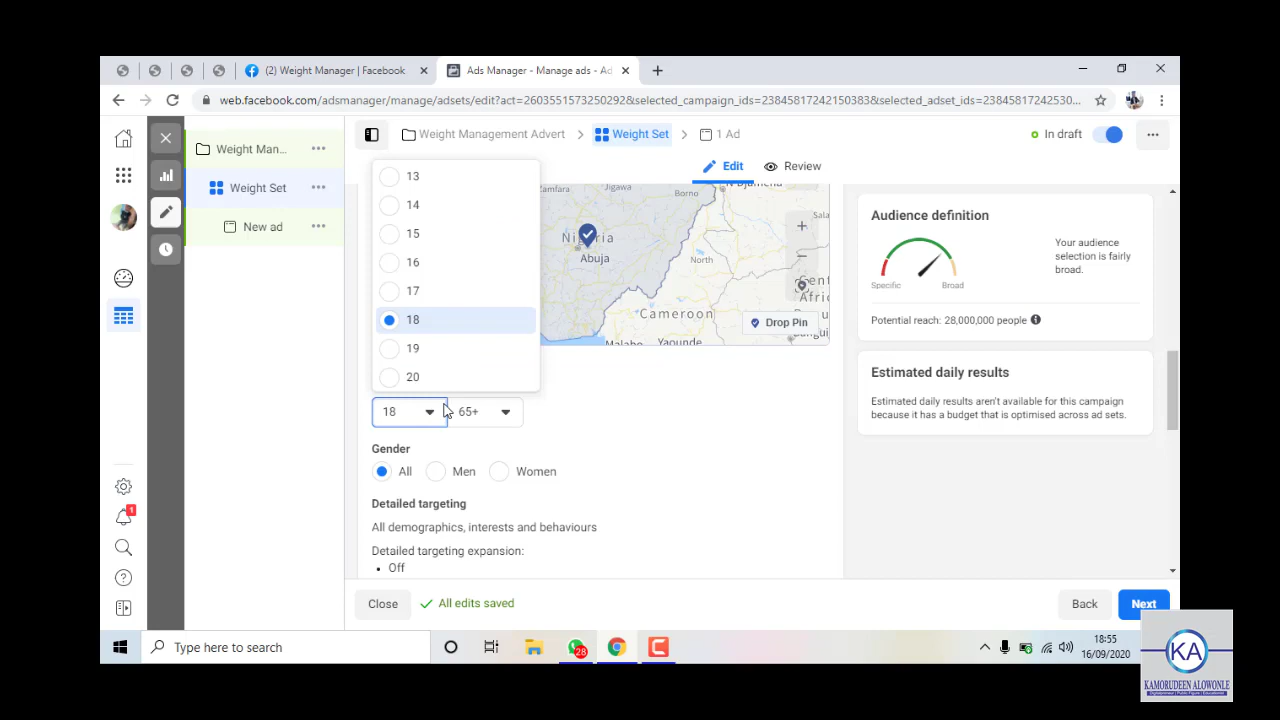 (2) Weight Manager | Facebook
Ads Manager - Manage ads - Ad
web.facebook.com/adsmanager/manage/adsets/edit?act=2603551573250292&selected_campaign_ids=23845817242150383&selected_adset_ids=23845817242530...
Weight Management Advert
Weight Set
1 Ad
In draft
Edit
Review
Weight Man...
Weight Set
New ad
13
14
15
16
17
18
19
20
18
65+
Jigawa
Borno
Nigeria
Abuja
North
Cameroon
Malabo
Yaounde
Drop Pin
Gender
All
Men
Women
Detailed targeting
All demographics, interests and behaviours
Detailed targeting expansion:
• Off
Audience definition
Specific
Broad
Your audience
selection is fairly
broad.
Potential reach: 28,000,000 people
Estimated daily results
Estimated daily results aren't available for this campaign
because it has a budget that is optimised across ad sets.
Close
All edits saved
Back
Next
1
Type here to search
28
18:55
16/09/2020
KA
KAMORUDEEN ALOWONLE